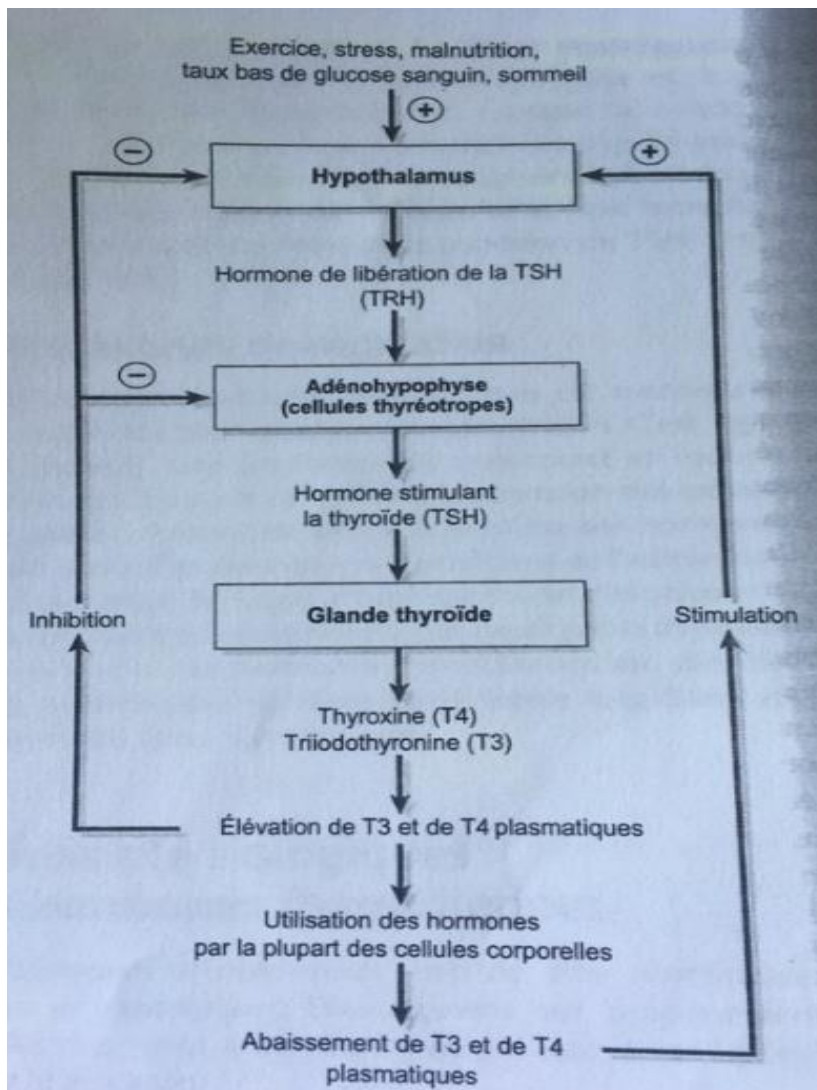 Exercice, stress, malnutrition,
taux bas de glucose sanguin, sommeil
+
−
+
Hypothalamus
Hormone de libération de la TSH
(TRH)
−
Adénohypophyse
(cellules thyréotropes)
Hormone stimulant
la thyroïde (TSH)
Glande thyroïde
Inhibition
Stimulation
Thyroxine (T4)
Triiodothyronine (T3)
Élévation de T3 et de T4 plasmatiques
Utilisation des hormones
par la plupart des cellules corporelles
Abaissement de T3 et de T4
plasmatiques